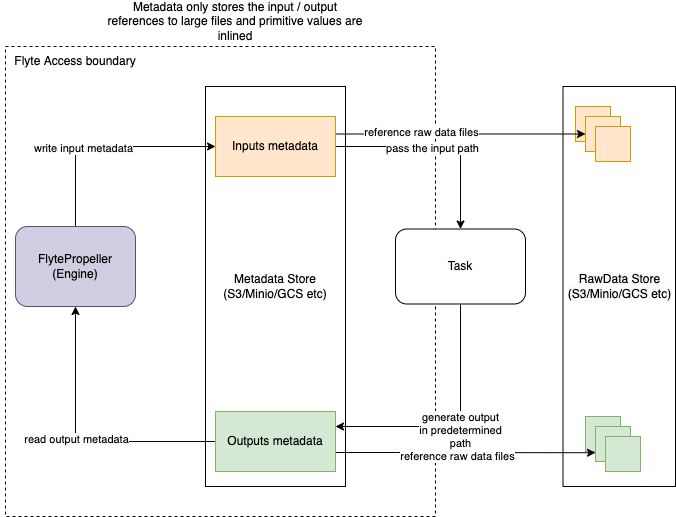 Metadata only stores the input / output
references to large files and primitive values are
inlined
Flyte Access boundary
reference raw data files
write input metadata
Inputs metadata
pass the input path
FlytePropeller
(Engine)
Metadata Store
(S3/Minio/GCS etc)
Task
RawData Store
(S3/Minio/GCS etc)
generate output
in predetermined
path
read output metadata
Outputs metadata
reference raw data files